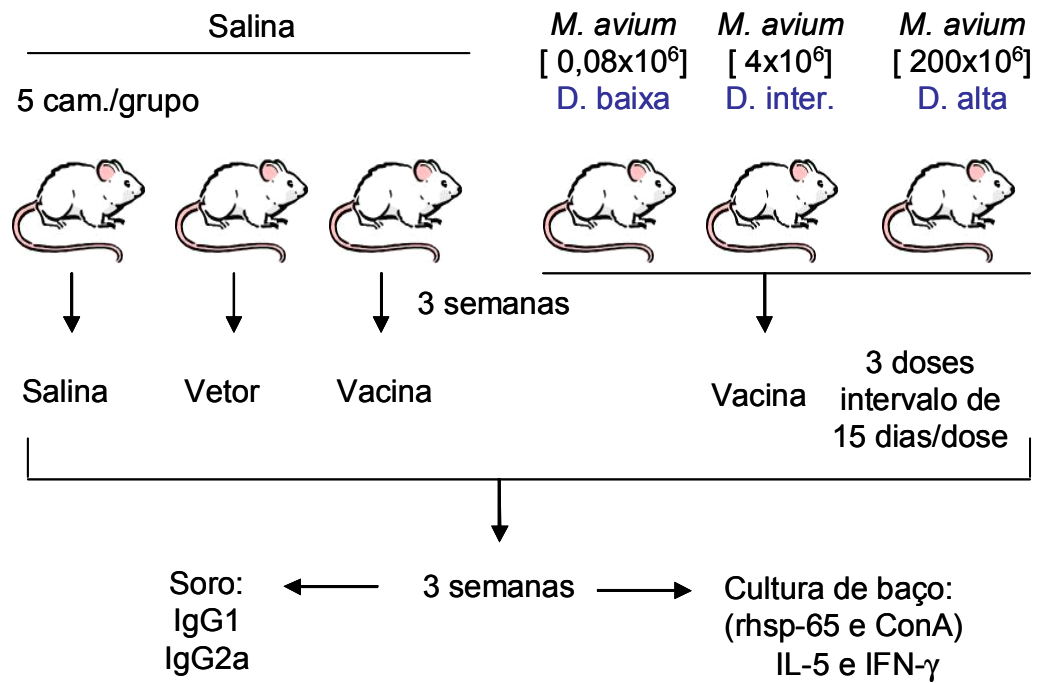 Salina
M. avium
[ 0,08x10⁶]
D. baixa
M. avium
[ 4x10⁶]
D. inter.
M. avium
[ 200x10⁶]
D. alta
5 cam./grupo
3 semanas
Salina
Vetor
Vacina
Vacina
3 doses
intervalo de
15 dias/dose
Soro:
IgG1
IgG2a
3 semanas
Cultura de baço:
(rhsp-65 e ConA)
IL-5 e IFN-γ